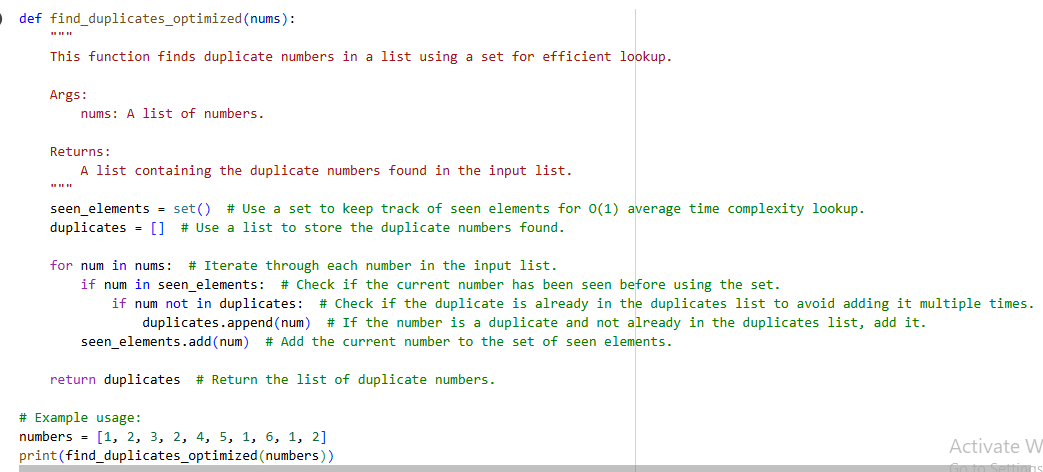 def find_duplicates_optimized(nums):
    """
    This function finds duplicate numbers in a list using a set for efficient lookup.

    Args:
        nums: A list of numbers.

    Returns:
        A list containing the duplicate numbers found in the input list.
    """
    seen_elements = set()  # Use a set to keep track of seen elements for O(1) average time complexity lookup.
    duplicates = []  # Use a list to store the duplicate numbers found.

    for num in nums:  # Iterate through each number in the input list.
        if num in seen_elements:  # Check if the current number has been seen before using the set.
            if num not in duplicates:  # Check if the duplicate is already in the duplicates list to avoid adding it multiple times.
                duplicates.append(num)  # If the number is a duplicate and not already in the duplicates list, add it.
        seen_elements.add(num)  # Add the current number to the set of seen elements.

    return duplicates  # Return the list of duplicate numbers.

# Example usage:
numbers = [1, 2, 3, 2, 4, 5, 1, 6, 1, 2]
print(find_duplicates_optimized(numbers))
Activate W
Go to Settings